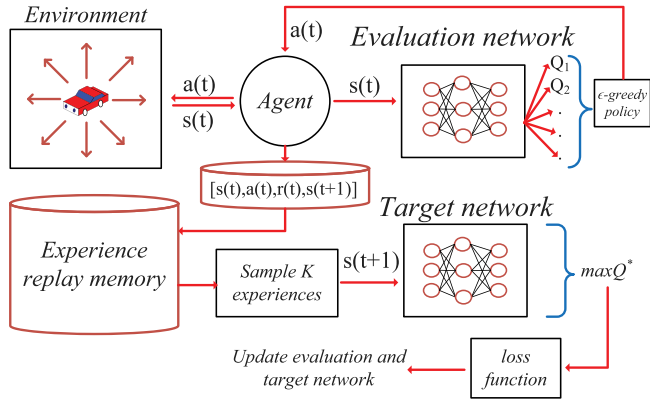 Environment
a(t)
Evaluation network
a(t)
s(t)
Agent
s(t)
Q1
Q2
.
.
.
ϵ-greedy
policy
[s(t),a(t),r(t),s(t+1)]
Target network
Experience
replay memory
Sample K
experiences
s(t+1)
maxQ*
Update evaluation and
target network
loss
function